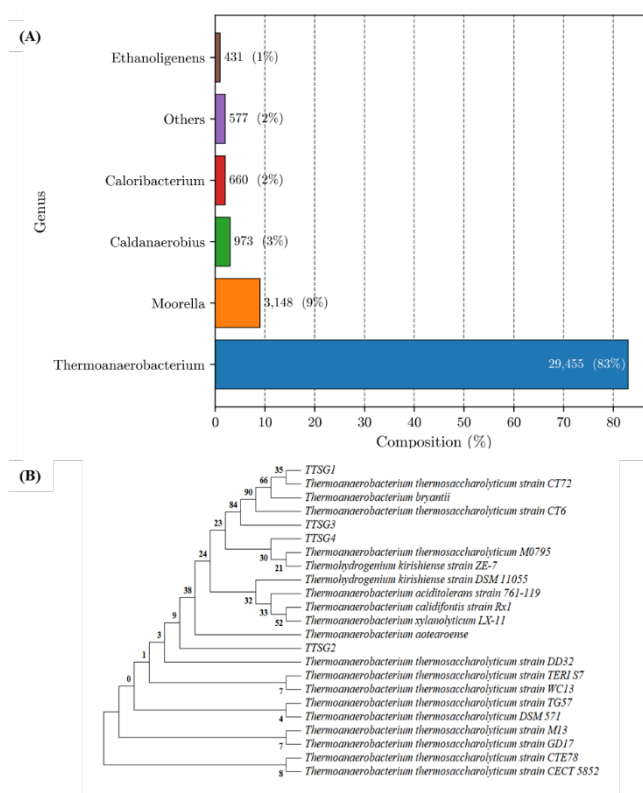 (A)
Ethanoligenens
431 (1%)
Others
577 (2%)
Caloribacterium
660 (2%)
Caldanaerobius
973 (3%)
Moorella
3,148 (9%)
Thermoanaerobacterium
29,455 (83%)
Genus
0 10 20 30 40 50 60 70 80
Composition (%)
(B)
35 TTSG1
66 Thermoanaerobacterium thermosaccharolyticum strain CT72
90 Thermoanaerobacterium bryantii
84 Thermoanaerobacterium thermosaccharolyticum strain CT6
23 TTSG3
TTSG4
30 Thermoanaerobacterium thermosaccharolyticum M0795
24 21 Thermohydrogenium kirishiense strain ZE-7
Thermohydrogenium kirishiense strain DSM 11055
38 32 Thermoanaerobacterium aciditolerans strain 761-119
33 Thermoanaerobacterium calidifontis strain Rx1
52 Thermoanaerobacterium xylanolyticum LX-11
9 Thermoanaerobacterium aotearoense
3 TTSG2
1 Thermoanaerobacterium thermosaccharolyticum strain DD32
0 Thermoanaerobacterium thermosaccharolyticum strain TERI S7
7 Thermoanaerobacterium thermosaccharolyticum strain WC13
Thermoanaerobacterium thermosaccharolyticum strain TG57
4 Thermoanaerobacterium thermosaccharolyticum DSM 571
Thermoanaerobacterium thermosaccharolyticum strain M13
7 Thermoanaerobacterium thermosaccharolyticum strain GD17
Thermoanaerobacterium thermosaccharolyticum strain CTE78
8 Thermoanaerobacterium thermosaccharolyticum strain CECT 5852